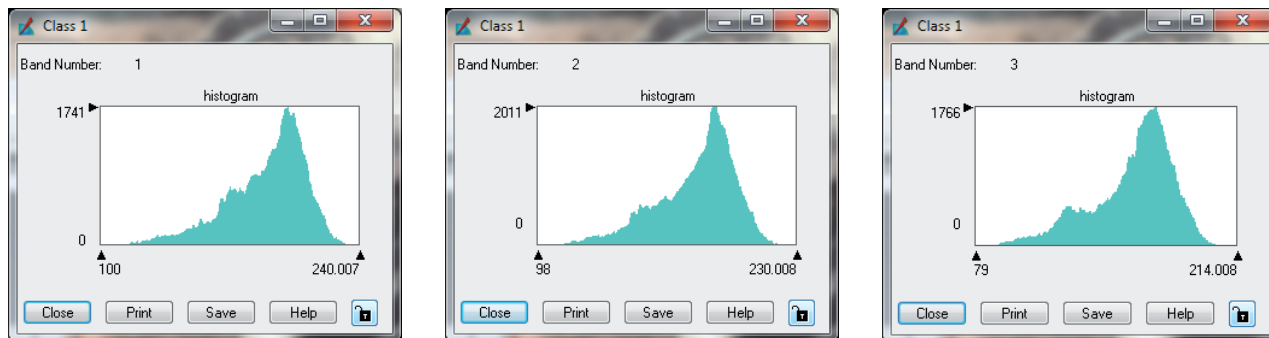 Class 1
Band Number: 1
histogram
1741
0
100 240.007
Close Print Save Help
Class 1
Band Number: 2
histogram
2011
0
98 230.008
Close Print Save Help
Class 1
Band Number: 3
histogram
1766
0
79 214.008
Close Print Save Help